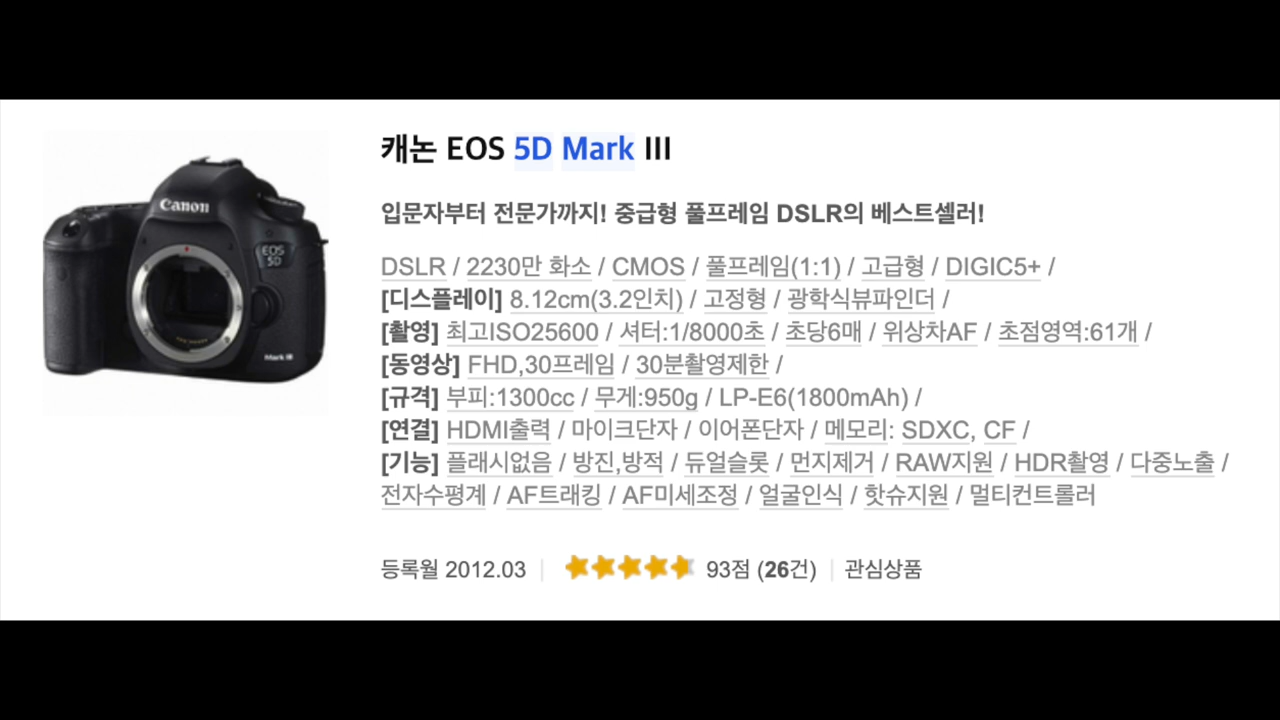 캐논 EOS 5D Mark III
입문자부터 전문가까지! 중급형 풀프레임 DSLR의 베스트셀러!
DSLR / 2230만 화소 / CMOS / 풀프레임(1:1) / 고급형 / DIGIC5+ /
[디스플레이] 8.12cm(3.2인치) / 고정형 / 광학식뷰파인더 /
[촬영] 최고ISO25600 / 셔터:1/8000초 / 초당6매 / 위상차AF / 초점영역:61개 /
[동영상] FHD,30프레임 / 30분촬영제한 /
[규격] 부피:1300cc / 무게:950g / LP-E6(1800mAh) /
[연결] HDMI출력 / 마이크단자 / 이어폰단자 / 메모리: SDXC, CF /
[기능] 플래시없음 / 방진,방적 / 듀얼슬롯 / 먼지제거 / RAW지원 / HDR촬영 / 다중노출 /
전자수평계 / AF트래킹 / AF미세조정 / 얼굴인식 / 핫슈지원 / 멀티컨트롤러
등록월 2012.03 93점 (26건) 관심상품
Canon
EOS
5D
Mark III